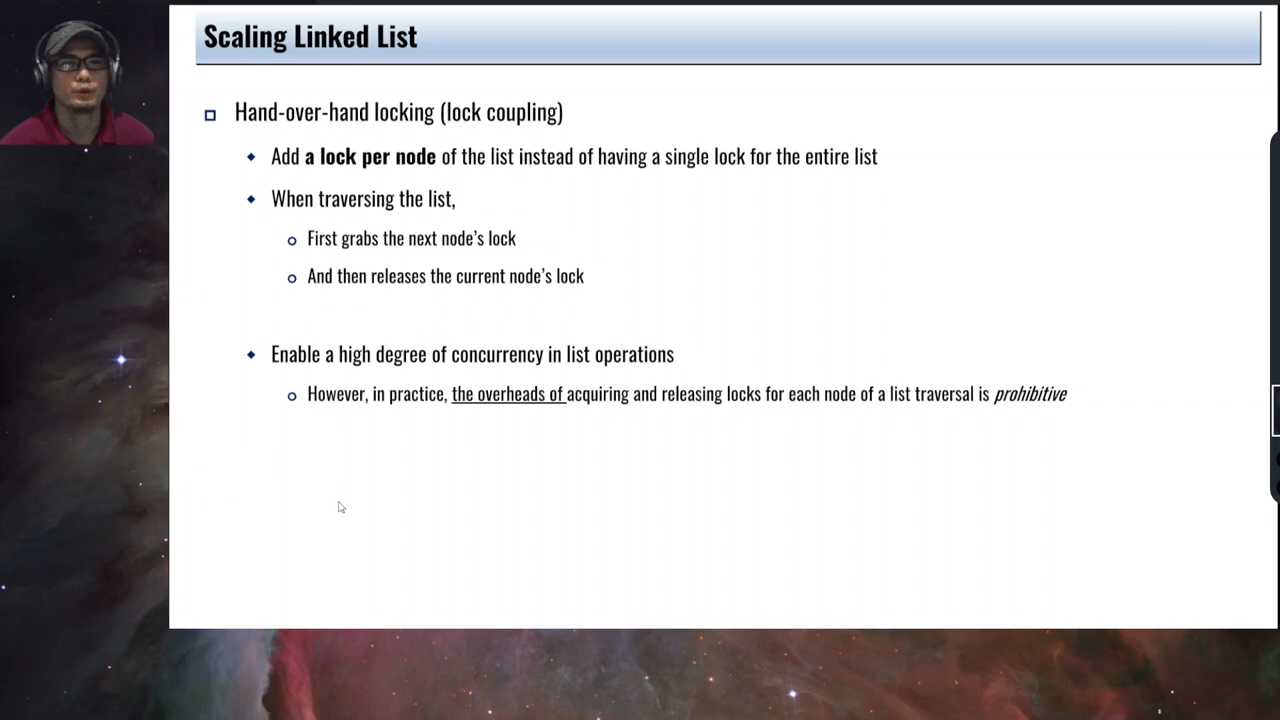 Scaling Linked List
Hand-over-hand locking (lock coupling)
Add a lock per node of the list instead of having a single lock for the entire list
When traversing the list,
First grabs the next node's lock
And then releases the current node's lock
Enable a high degree of concurrency in list operations
However, in practice, the overheads of acquiring and releasing locks for each node of a list traversal is prohibitive